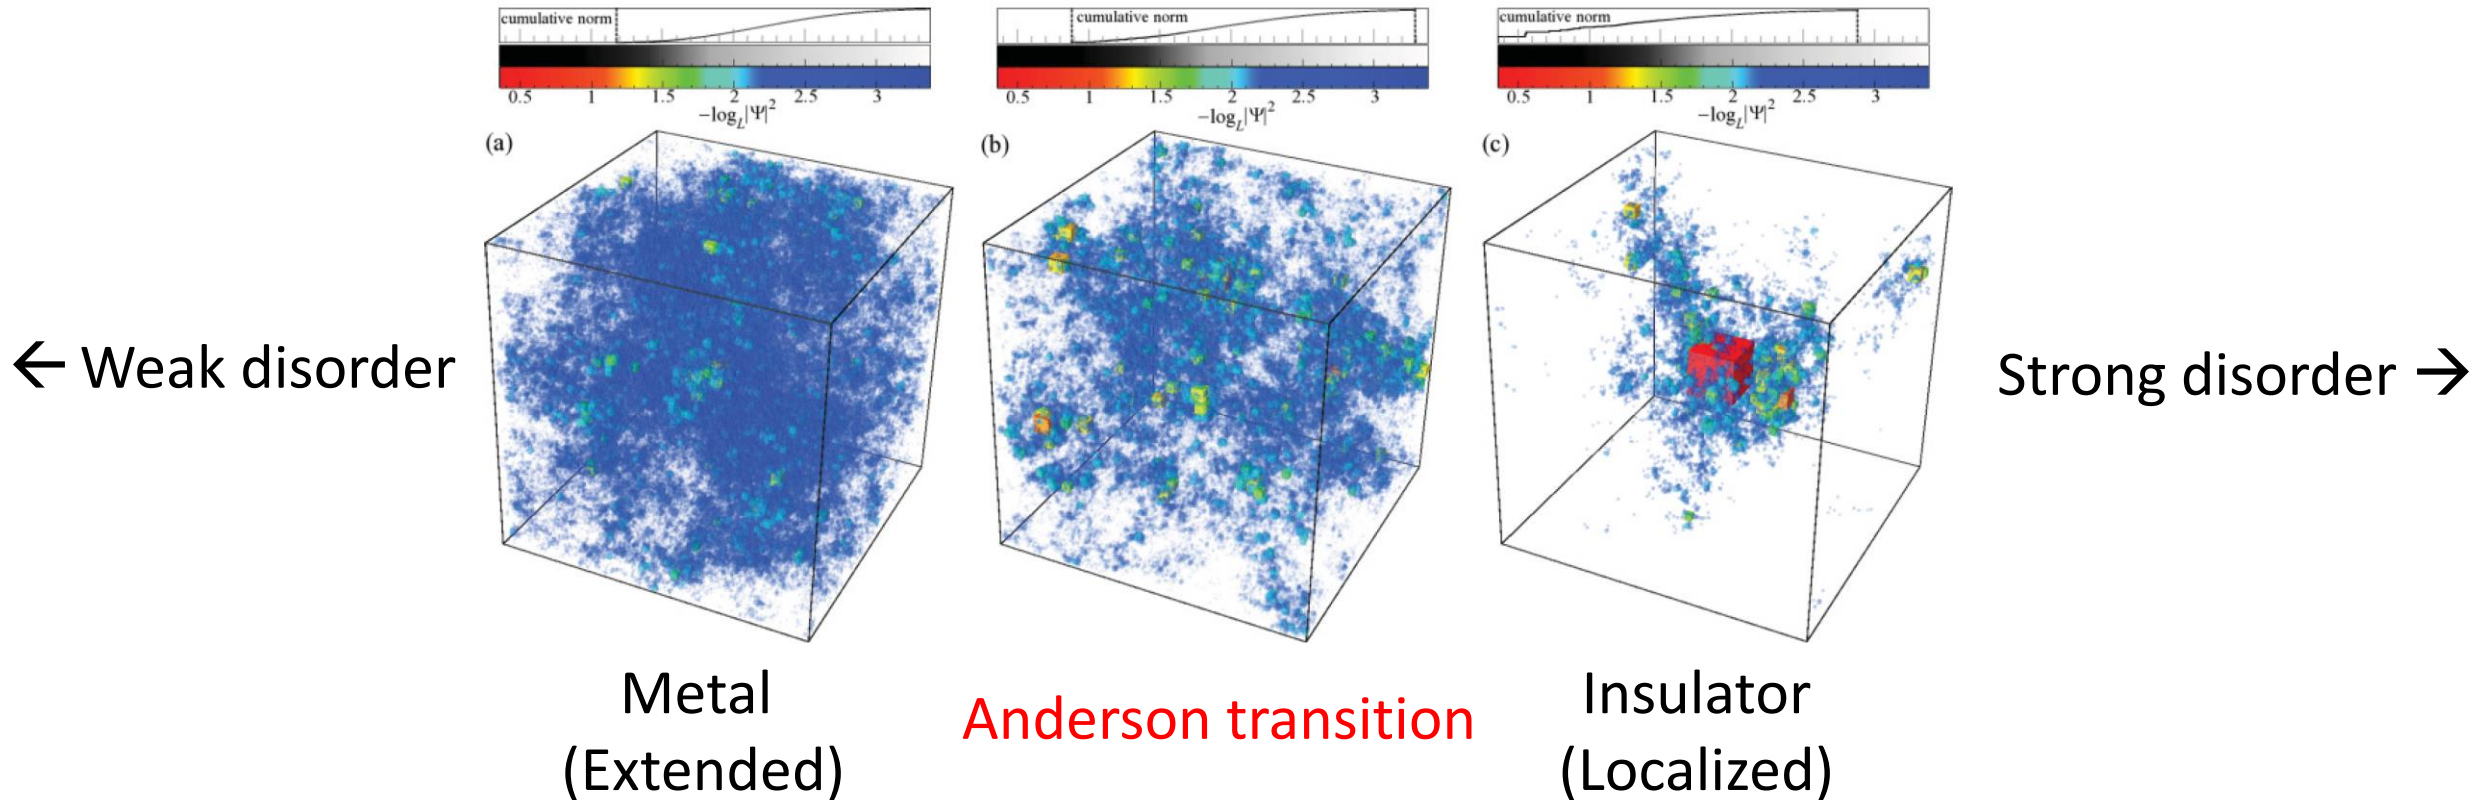 cumulative norm
0.5 1 1.5 2 2.5 3
−log_L|Ψ|²
(a)
cumulative norm
0.5 1 1.5 2 2.5 3
−log_L|Ψ|²
(b)
cumulative norm
0.5 1 1.5 2 2.5 3
−log_L|Ψ|²
(c)
← Weak disorder
Strong disorder →
Metal
(Extended)
Anderson transition
Insulator
(Localized)